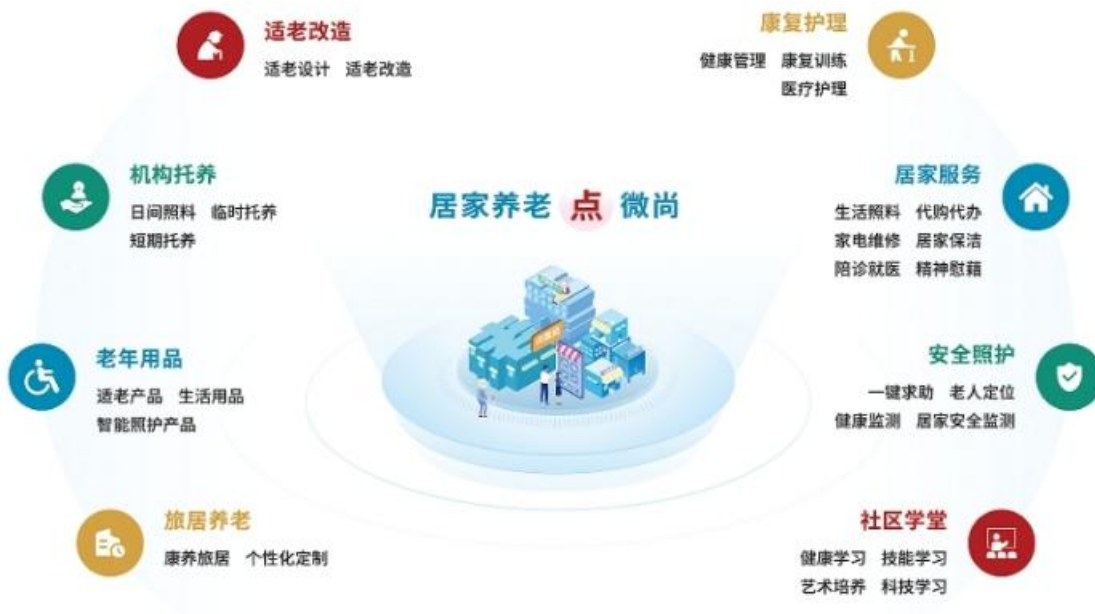 适老改造
适老设计 适老改造
康复护理
健康管理 康复训练
医疗护理
机构托养
日间照料 临时托养
短期托养
居家养老 点 微尚
居家服务
生活照料 代购代办
家电维修 居家保洁
陪诊就医 精神慰藉
老年用品
适老产品 生活用品
智能照护产品
安全照护
一键求助 老人定位
健康监测 居家安全监测
旅居养老
康养旅居 个性化定制
社区学堂
健康学习 技能学习
艺术培养 科技学习